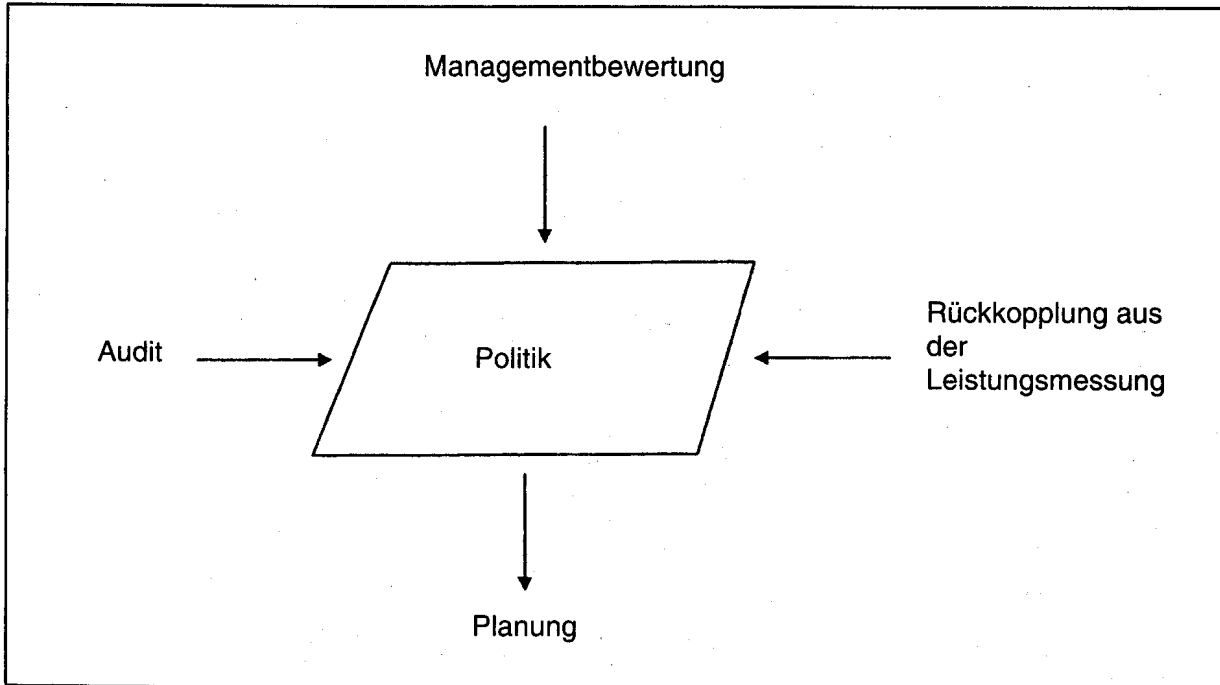 Managementbewertung
Audit
Politik
Rückkopplung aus
der
Leistungsmessung
Planung